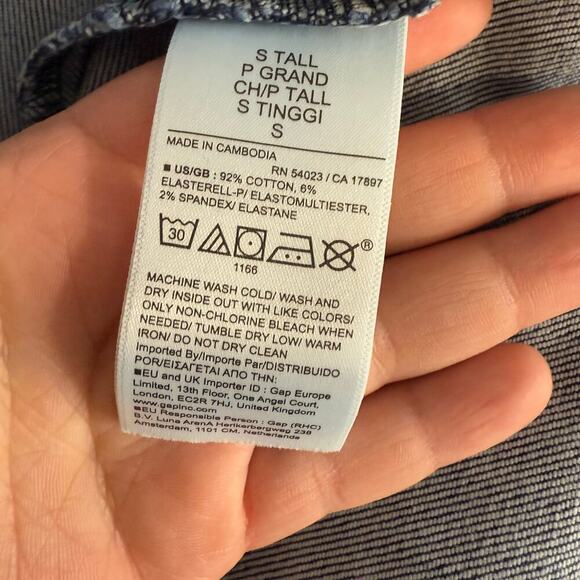 S TALL
P GRAND
CH/P TALL
S TINGGI
S
MADE IN CAMBODIA
RN 54023 / CA 17897
■ US/GB : 92% COTTON, 6%
ELASTERELL-P/ ELASTOMULTIESTER,
2% SPANDEX/ ELASTANE
30
®
1166
MACHINE WASH COLD/ WASH AND
DRY INSIDE OUT WITH LIKE COLORS/
ONLY NON-CHLORINE BLEACH WHEN
NEEDED/ TUMBLE DRY LOW/ WARM
IRON/ DO NOT DRY CLEAN
Imported By/Importe Par/DISTRIBUIDO
POR/ΕΙΣΑΓΕΤΑΙ ΑΠΟ ΤΗΝ:
■EU and UK Importer ID : Gap Europe
Limited, 13th Floor, One Angel Court,
London, EC2R 7HJ, United Kingdom
www.gapinc.com
■EU Responsible Person : Gap (RHC)
B.V. Luna ArenA Herikerbergweg 238
Amsterdam, 1101 CM, Netherlands